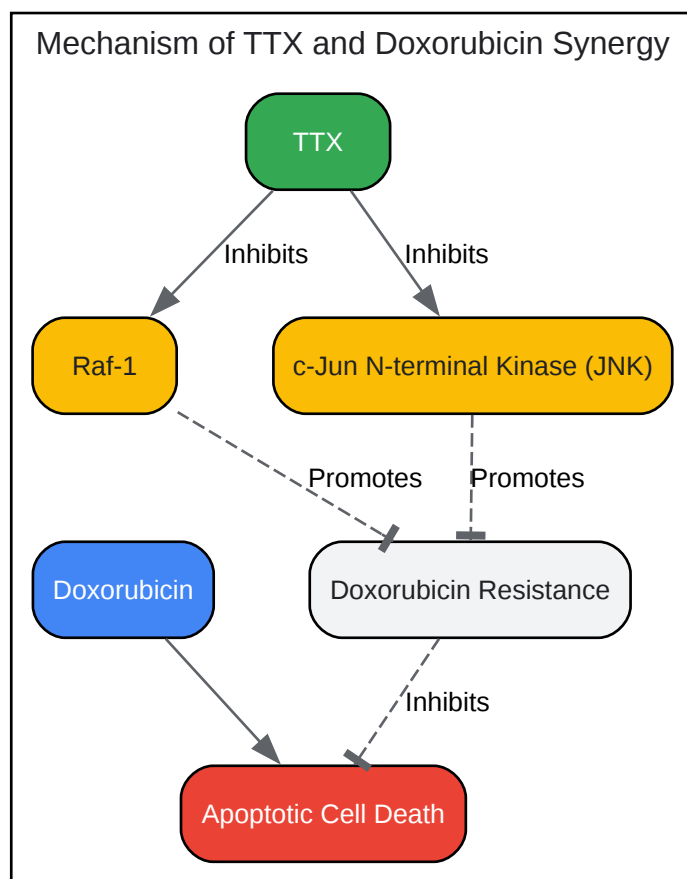 Mechanism of TTX and Doxorubicin Synergy
TTX
Inhibits
Inhibits
Raf-1
c-Jun N-terminal Kinase (JNK)
Promotes
Promotes
Doxorubicin
Doxorubicin Resistance
Inhibits
Apoptotic Cell Death